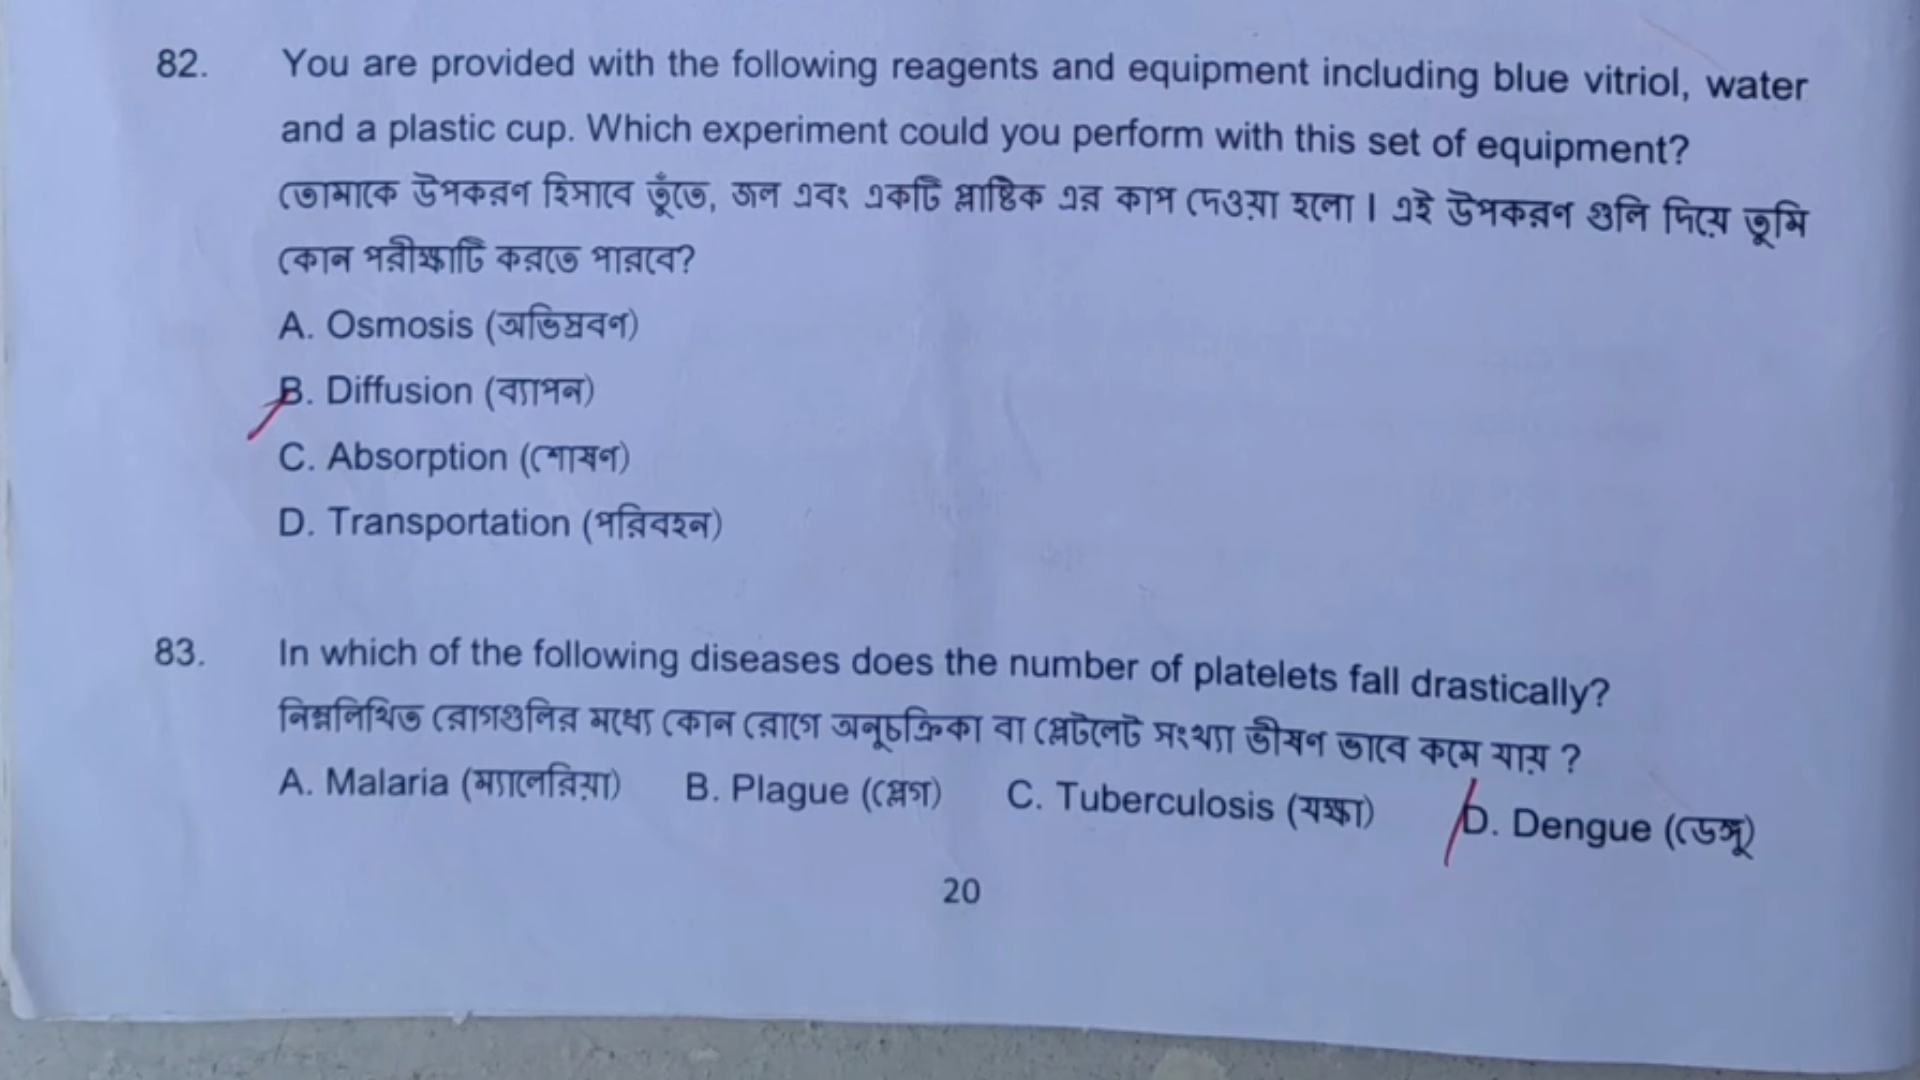 82. You are provided with the following reagents and equipment including blue vitriol, water
and a plastic cup. Which experiment could you perform with this set of equipment?
তোমাকে উপকরণ হিসাবে তুঁতে, জল এবং একটি প্লাষ্টিক এর কাপ দেওয়া হলো । এই উপকরণ গুলি দিয়ে তুমি
কোন পরীক্ষাটি করতে পারবে?
A. Osmosis (অভিস্রবণ)
B. Diffusion (ব্যাপন)
C. Absorption (শোষণ)
D. Transportation (পরিবহন)
83. In which of the following diseases does the number of platelets fall drastically?
নিম্নলিখিত রোগগুলির মধ্যে কোন রোগে অনুচক্রিকা বা প্লেটলেট সংখ্যা ভীষণ ভাবে কমে যায় ?
A. Malaria (ম্যালেরিয়া) B. Plague (প্লেগ) C. Tuberculosis (যক্ষা) D. Dengue (ডেঙ্গূ)
20